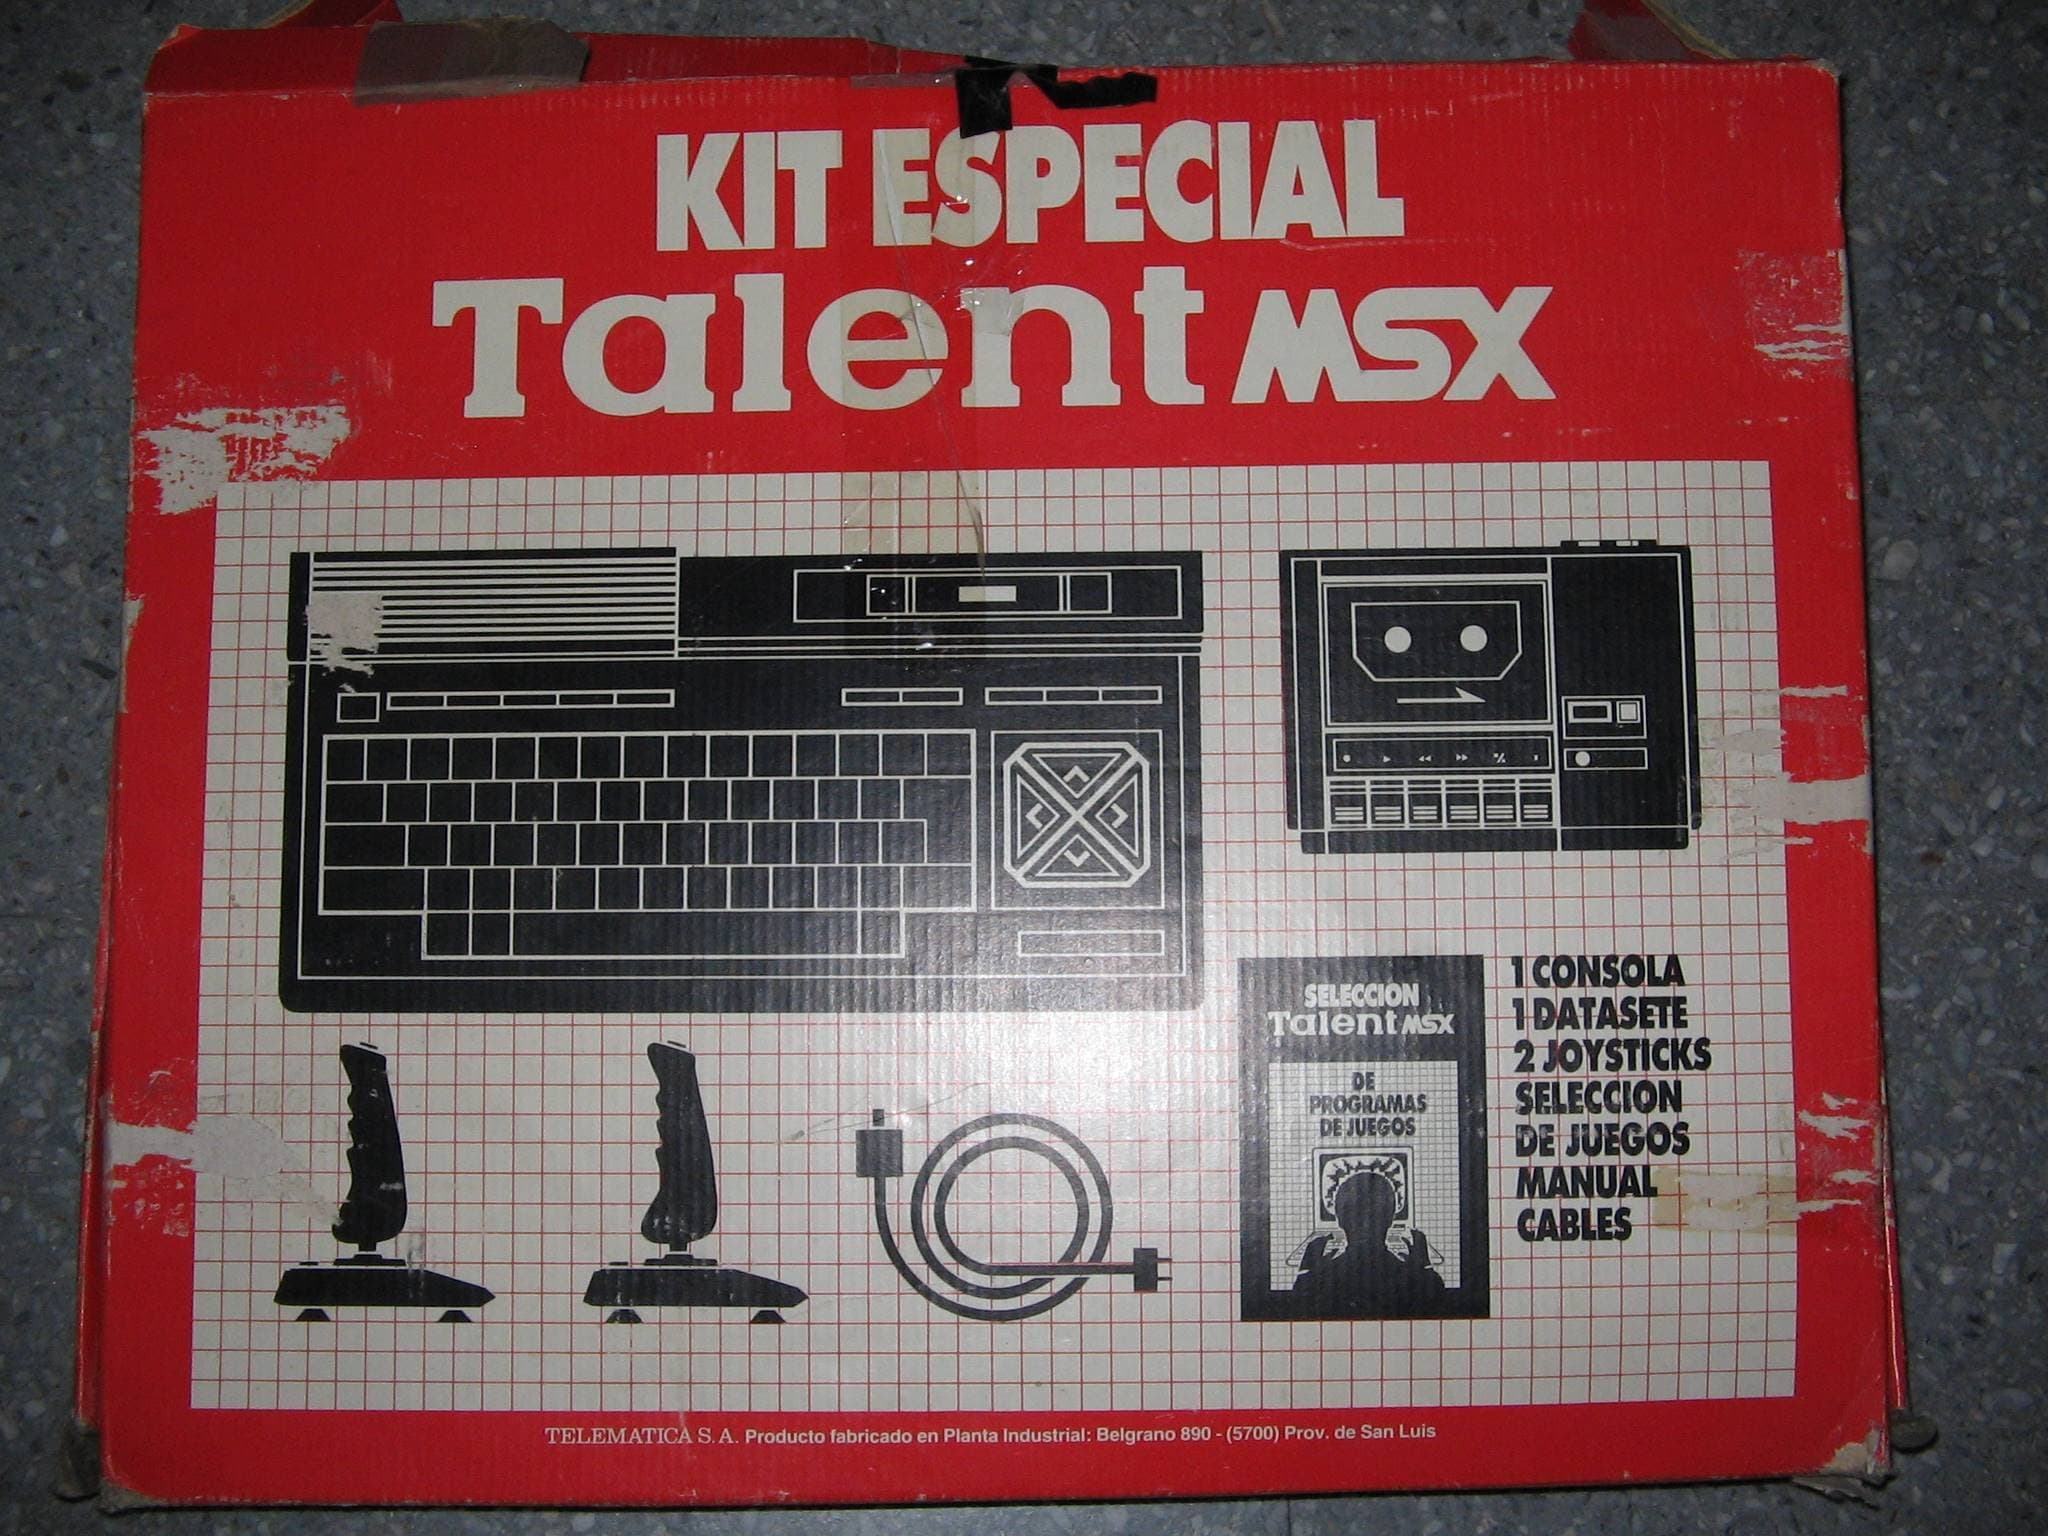 KIT ESPECIAL
Talent MSX
SELECCION
Talent MSX
DE
PROGRAMAS
DE JUEGOS
1 CONSOLA
1 DATASETE
2 JOYSTICKS
SELECCION
DE JUEGOS
MANUAL
CABLES
TELEMATICA S.A. Producto fabricado en Planta Industrial: Belgrano 890 - (5700) Prov. de San Luis